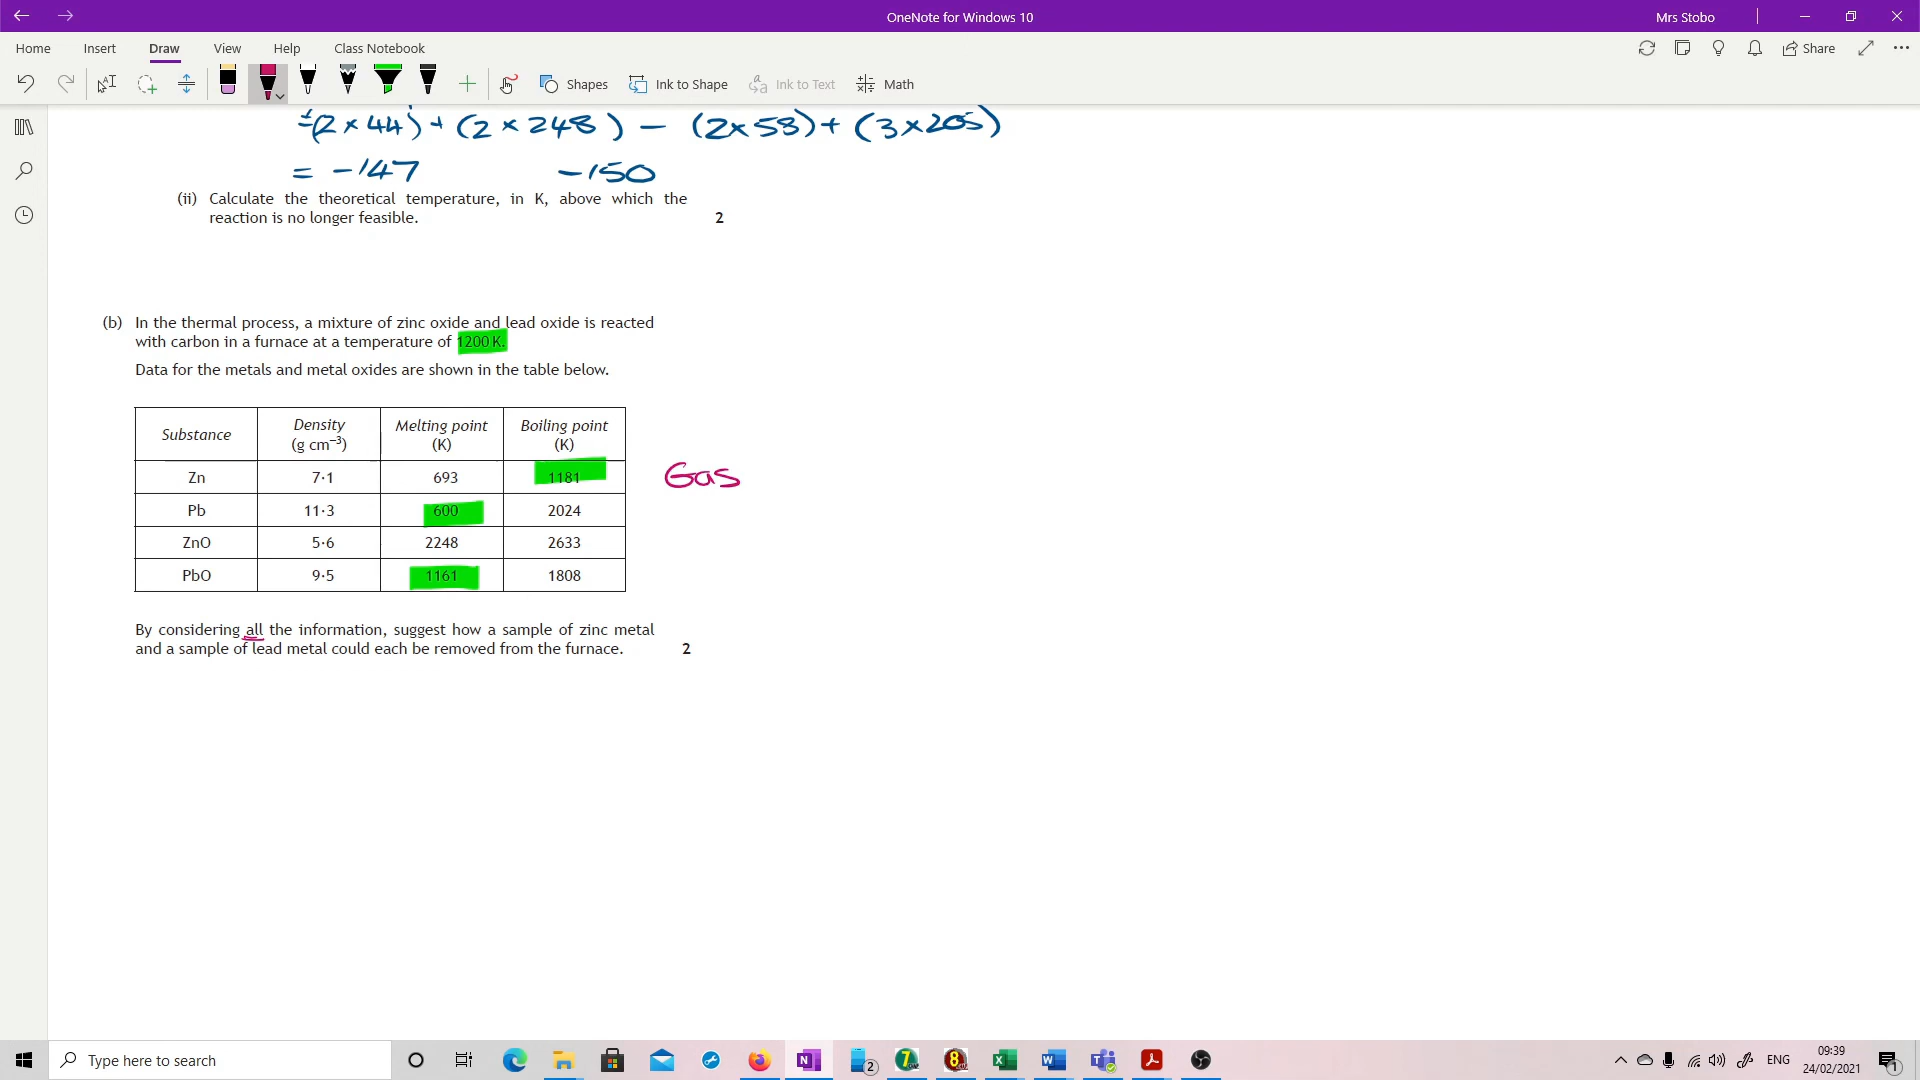 OneNote for Windows 10
Mrs Stobo
Home Insert Draw View Help Class Notebook
Share
Shapes Ink to Shape Ink to Text Math
=(2 × 44) + (2 × 248) − (2×58) + (3×205)
= −147 −150
(ii) Calculate the theoretical temperature, in K, above which the
reaction is no longer feasible. 2
(b) In the thermal process, a mixture of zinc oxide and lead oxide is reacted
with carbon in a furnace at a temperature of 1200 K.
Data for the metals and metal oxides are shown in the table below.
Substance Density (g cm⁻³) Melting point (K) Boiling point (K)
Zn 7·1 693 1181 Gas
Pb 11·3 600 2024
ZnO 5·6 2248 2633
PbO 9·5 1161 1808
By considering all the information, suggest how a sample of zinc metal
and a sample of lead metal could each be removed from the furnace. 2
Type here to search
2 7 8 ENG 09:39
24/02/2021 1